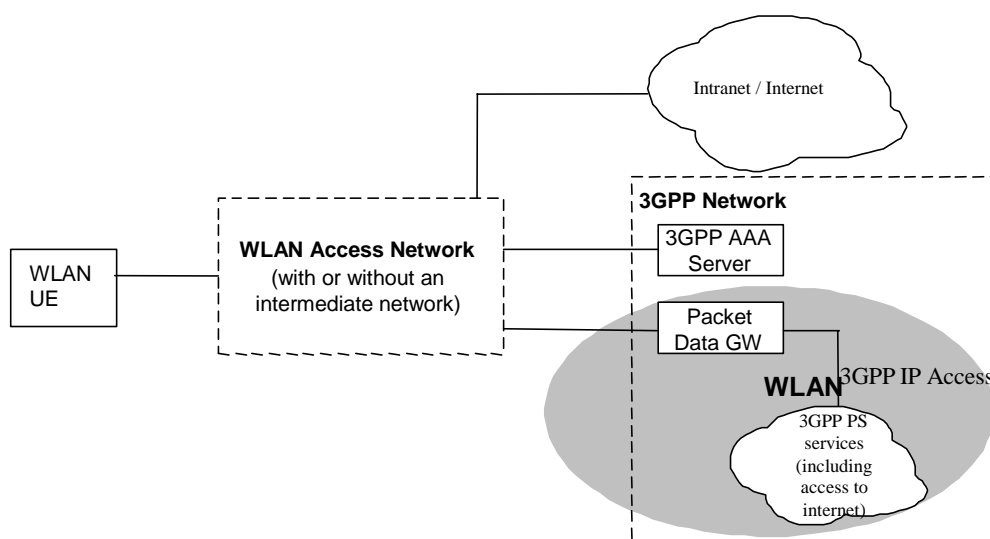 Intranet / Internet
3GPP Network
3GPP AAA
Server
WLAN Access Network
(with or without an
intermediate network)
WLAN
UE
Packet
Data GW
WLAN 3GPP IP Access
3GPP PS
services
(including
access to
internet)